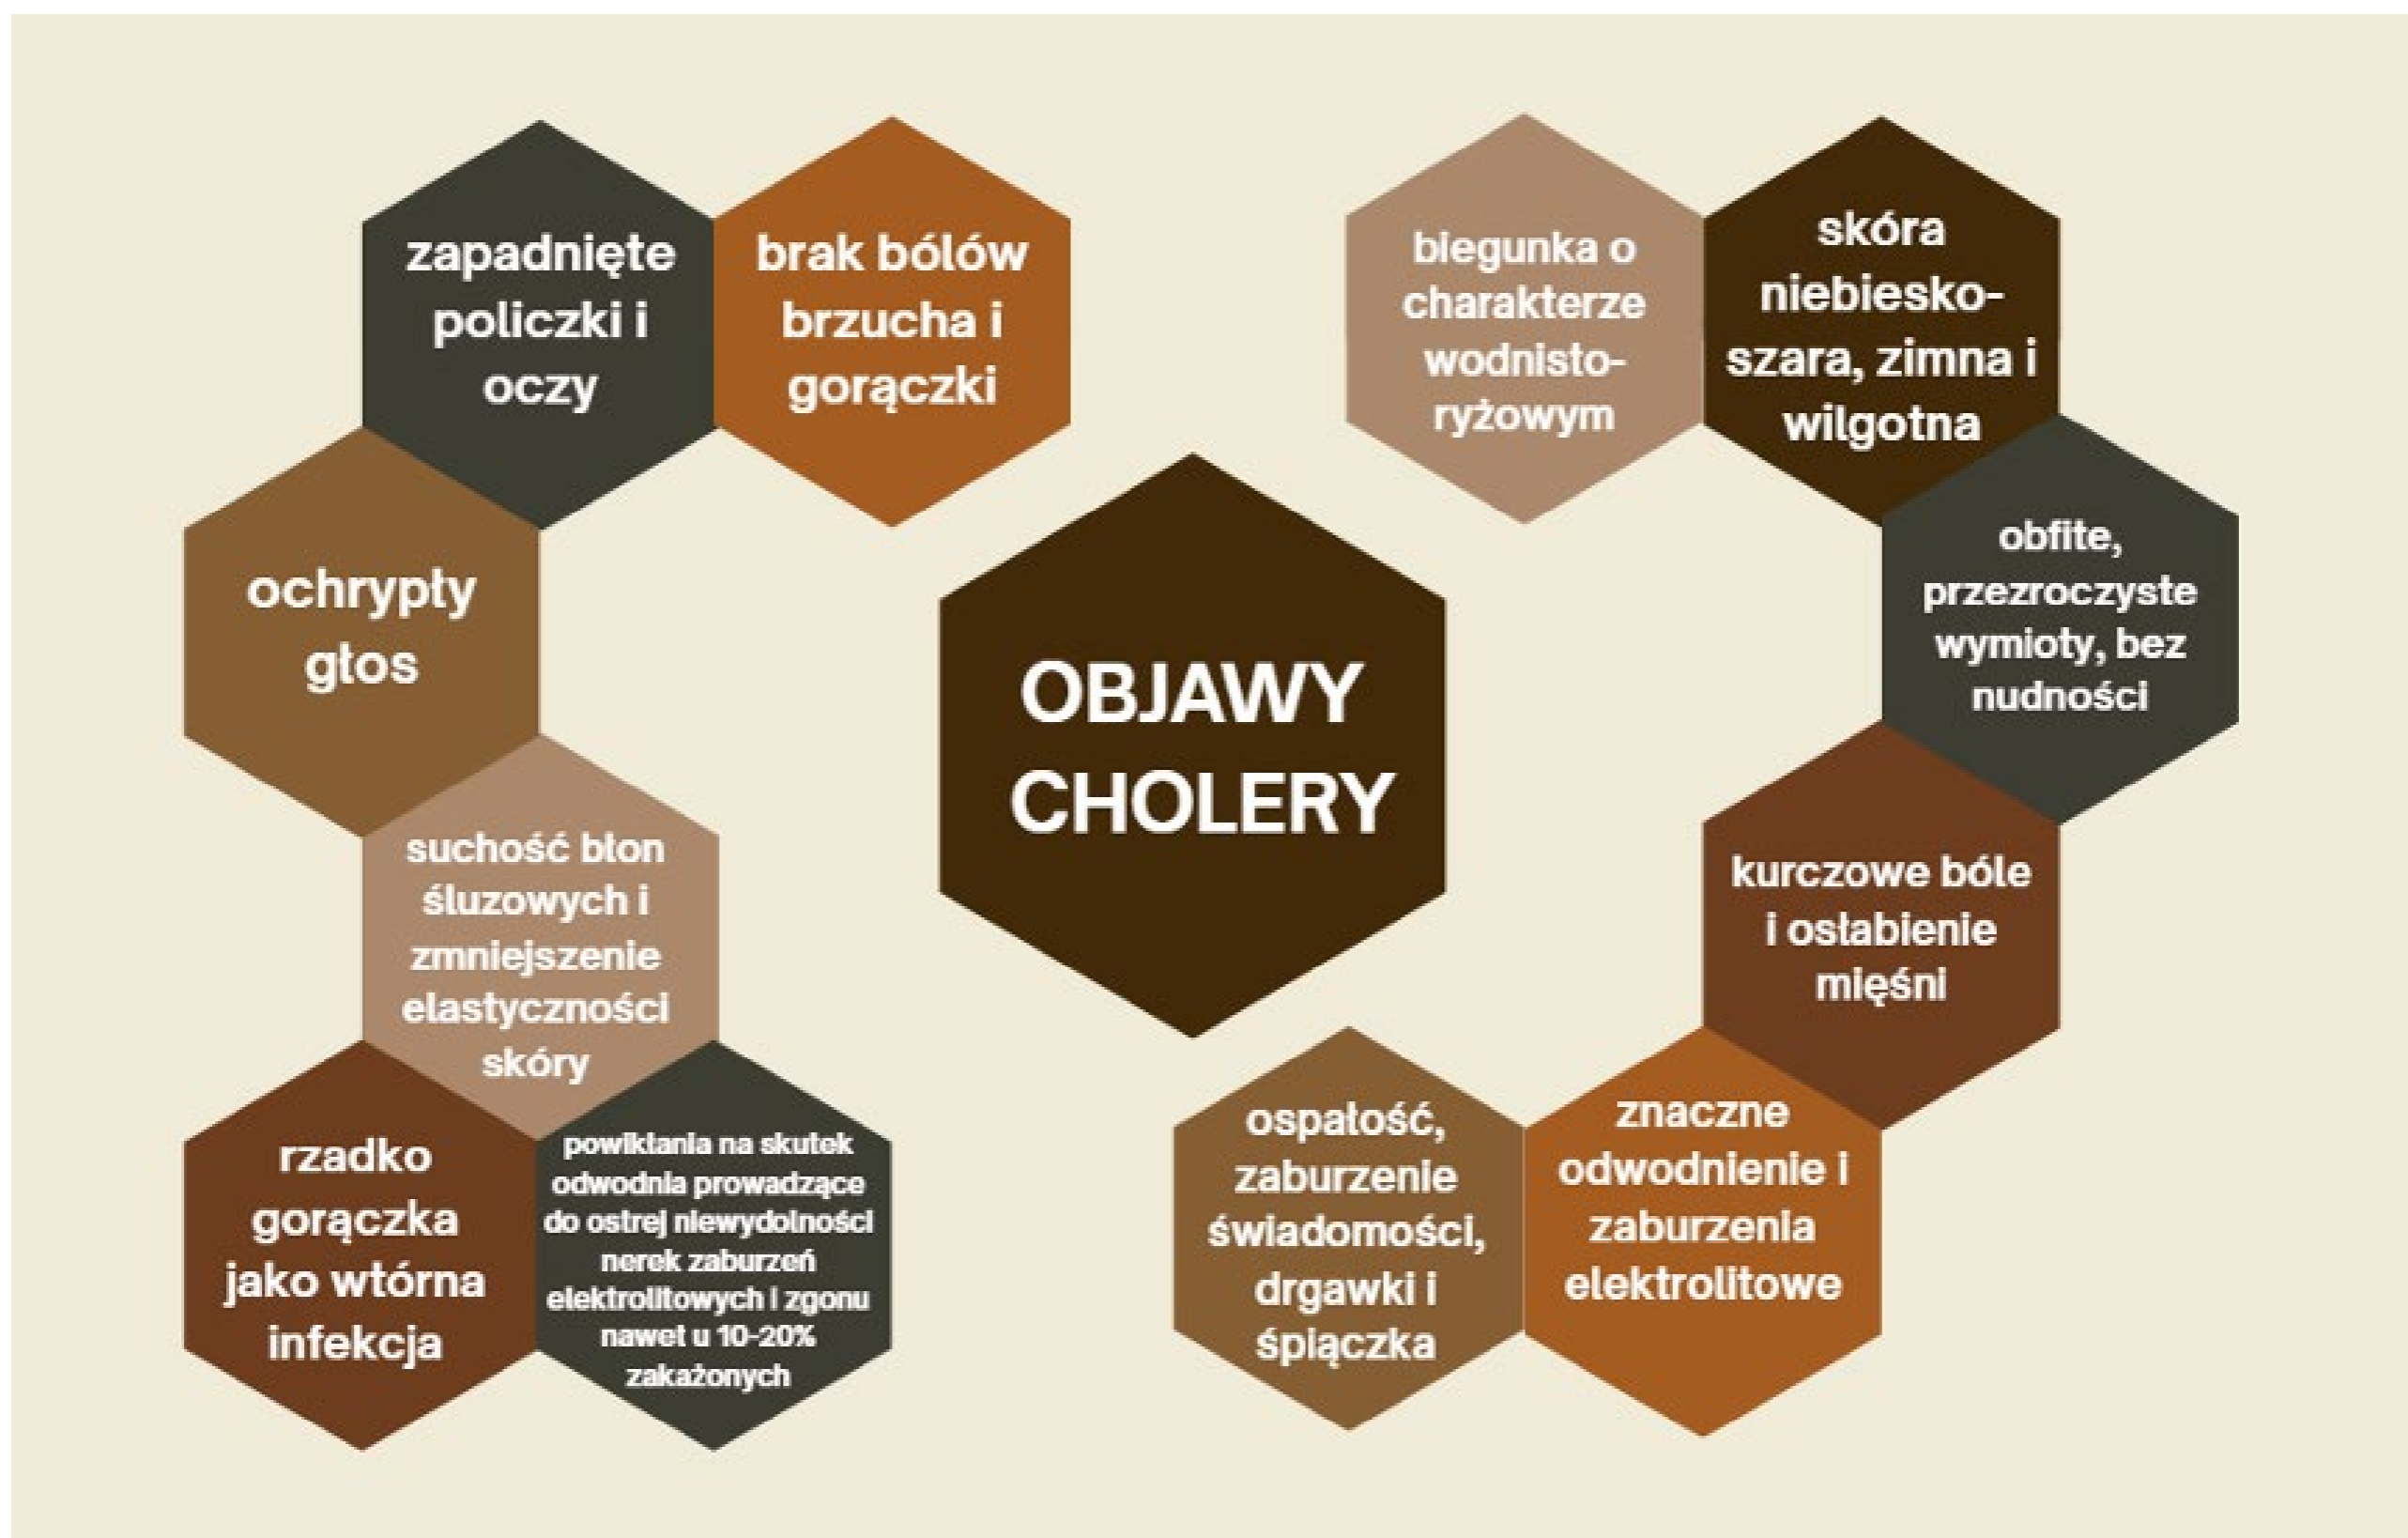 zapadnięte
policzki i
oczy
brak bólów
brzucha i
gorączki
ochrypły
głos
suchość błon
śluzowych i
zmniejszenie
elastyczności
skóry
rzadko
gorączka
jako wtórna
infekcja
powikłania na skutek
odwodnia prowadzące
do ostrej niewydolności
nerek zaburzeń
elektrolitowych i zgonu
nawet u 10-20%
zakażonych
OBJAWY
CHOLERY
biegunka o
charakterze
wodnisto-
ryżowym
skóra
niebiesko-
szara, zimna i
wilgotna
obfite,
przezroczyste
wymioty, bez
nudności
kurczowe bóle
i osłabienie
mięśni
znaczne
odwodnienie i
zaburzenia
elektrolitowe
ospałość,
zaburzenie
świadomości,
drgawki i
śpiączka